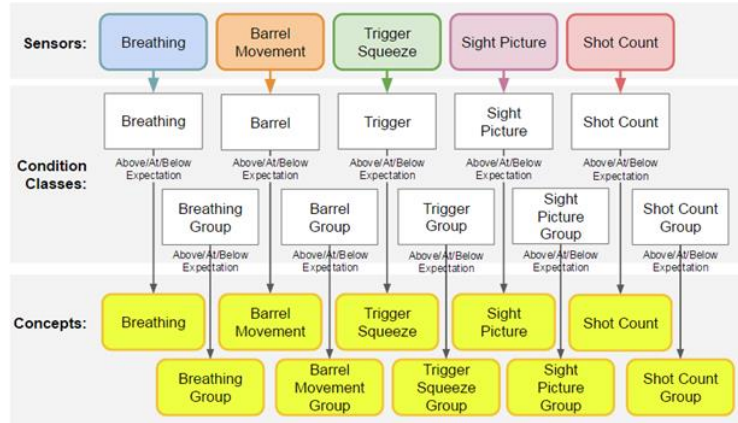 Sensors:
Breathing
Barrel
Movement
Trigger
Squeeze
Sight Picture
Shot Count
Condition
Classes:
Breathing
Barrel
Trigger
Sight
Picture
Shot Count
Above/At/Below
Expectation
Above/At/Below
Expectation
Above/At/Below
Expectation
Above/At/Below
Expectation
Above/At/Below
Expectation
Breathing
Group
Barrel
Group
Trigger
Group
Sight
Picture
Group
Shot Count
Group
Above/At/Below
Expectation
Above/At/Below
Expectation
Above/At/Below
Expectation
Above/At/Below
Expectation
Above/At/Below
Expectation
Concepts:
Breathing
Barrel
Movement
Trigger
Squeeze
Sight
Picture
Shot Count
Breathing
Group
Barrel
Movement
Group
Trigger
Squeeze
Group
Sight
Picture
Group
Shot Count
Group